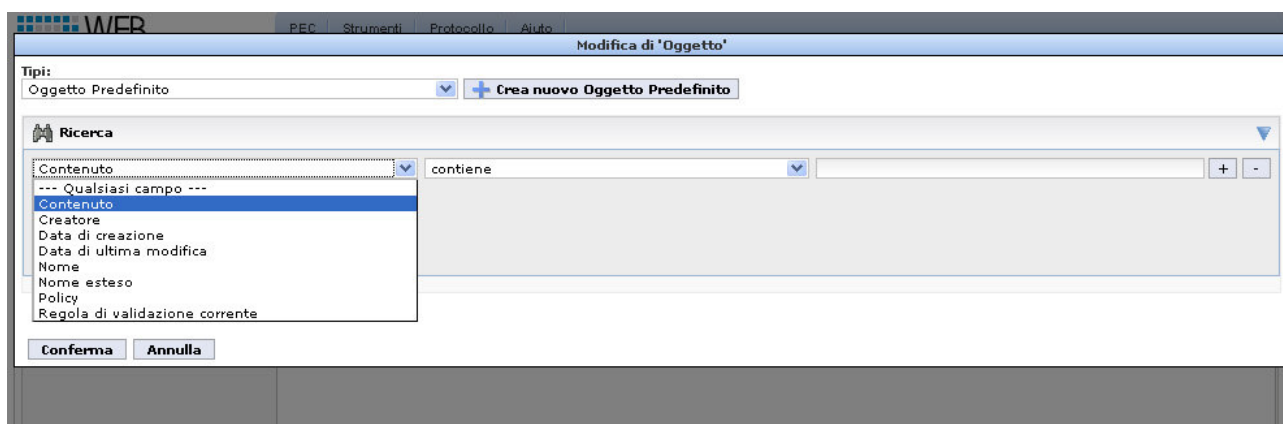 WEB
PEC Strumenti Protocollo Aiuto
Modifica di 'Oggetto'
Tipi:
Oggetto Predefinito Crea nuovo Oggetto Predefinito
Ricerca
Contenuto contiene + -
--- Qualsiasi campo ---
Contenuto
Creatore
Data di creazione
Data di ultima modifica
Nome
Nome esteso
Policy
Regola di validazione corrente
Conferma Annulla